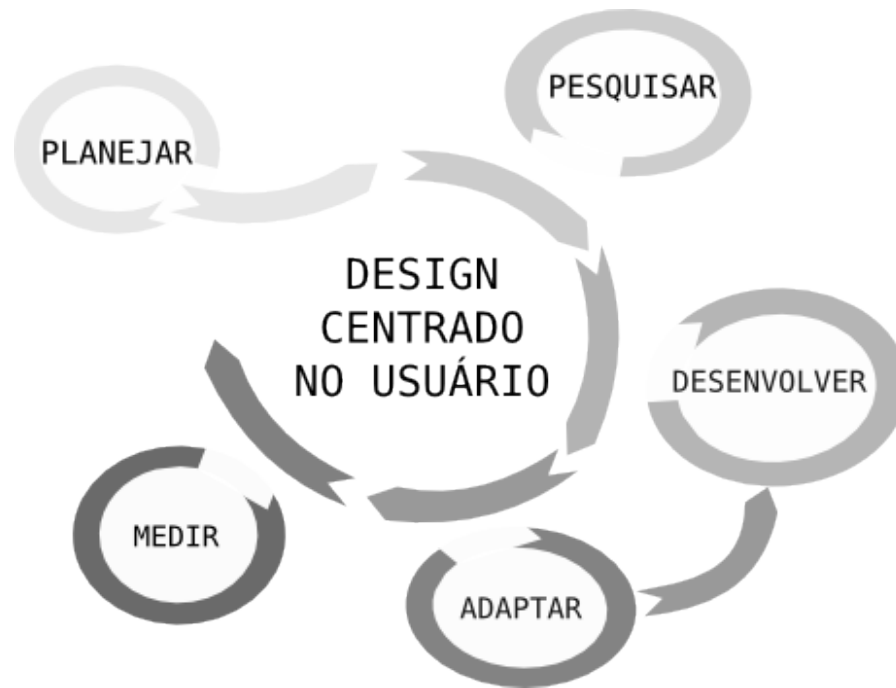 PLANEJAR
PESQUISAR
DESIGN
CENTRADO
NO USUÁRIO
DESENVOLVER
MEDIR
ADAPTAR